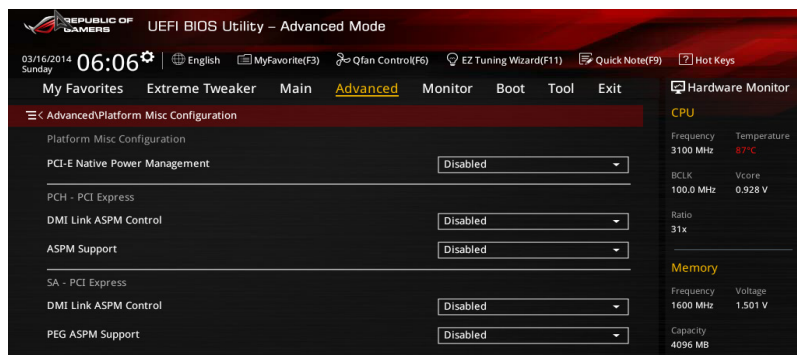 REPUBLIC OF
GAMERS
UEFI BIOS Utility – Advanced Mode
03/16/2014
Sunday
06:06
English
MyFavorite(F3)
Qfan Control(F6)
EZ Tuning Wizard(F11)
Quick Note(F9)
? Hot Keys
My Favorites Extreme Tweaker Main Advanced Monitor Boot Tool Exit
< Advanced\Platform Misc Configuration
Platform Misc Configuration
PCI-E Native Power Management Disabled
PCH - PCI Express
DMI Link ASPM Control Disabled
ASPM Support Disabled
SA - PCI Express
DMI Link ASPM Control Disabled
PEG ASPM Support Disabled
Hardware Monitor
CPU
Frequency Temperature
3100 MHz 87°C
BCLK Vcore
100.0 MHz 0.928 V
Ratio
31x
Memory
Frequency Voltage
1600 MHz 1.501 V
Capacity
4096 MB